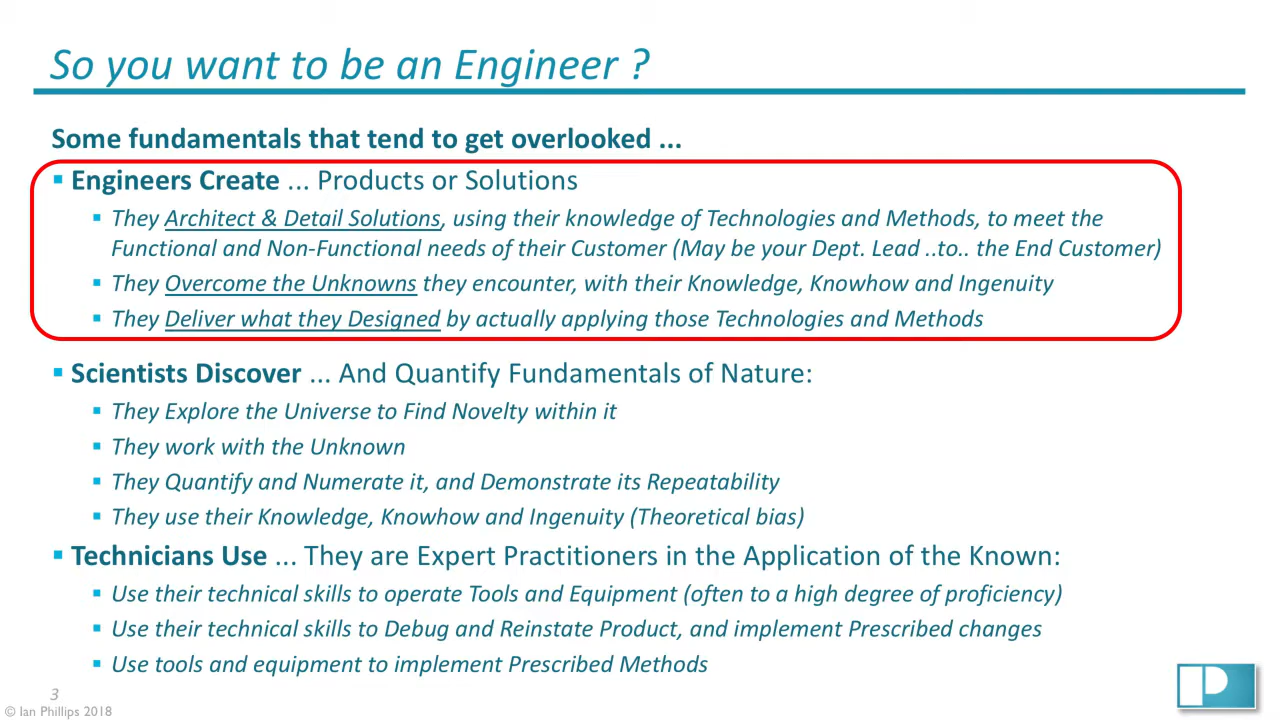 So you want to be an Engineer ?
Some fundamentals that tend to get overlooked ...
▪ Engineers Create ... Products or Solutions
▪ They Architect & Detail Solutions, using their knowledge of Technologies and Methods, to meet the
Functional and Non-Functional needs of their Customer (May be your Dept. Lead ..to.. the End Customer)
▪ They Overcome the Unknowns they encounter, with their Knowledge, Knowhow and Ingenuity
▪ They Deliver what they Designed by actually applying those Technologies and Methods
▪ Scientists Discover ... And Quantify Fundamentals of Nature:
▪ They Explore the Universe to Find Novelty within it
▪ They work with the Unknown
▪ They Quantify and Numerate it, and Demonstrate its Repeatability
▪ They use their Knowledge, Knowhow and Ingenuity (Theoretical bias)
▪ Technicians Use ... They are Expert Practitioners in the Application of the Known:
▪ Use their technical skills to operate Tools and Equipment (often to a high degree of proficiency)
▪ Use their technical skills to Debug and Reinstate Product, and implement Prescribed changes
▪ Use tools and equipment to implement Prescribed Methods
3
© Ian Phillips 2018
P